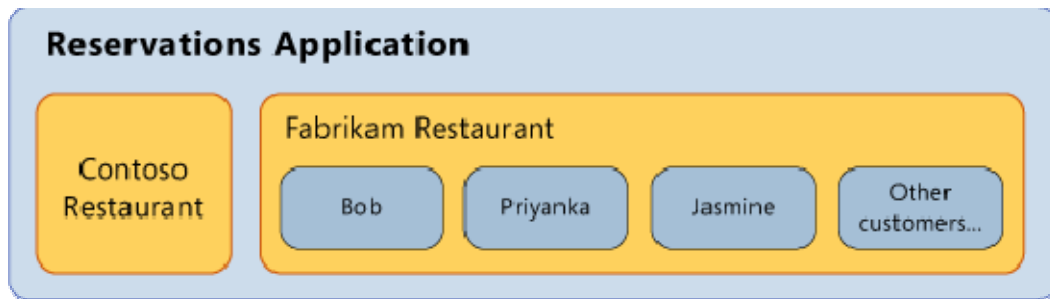 Reservations Application
Contoso
Restaurant
Fabrikam Restaurant
Bob
Priyanka
Jasmine
Other
customers...